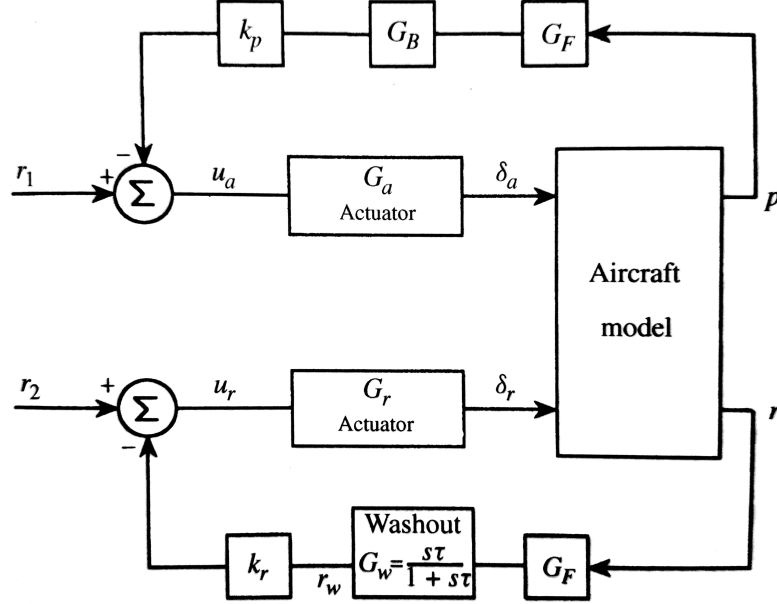 k_p
G_B
G_F
r_1
+
−
Σ
u_a
G_a
Actuator
δ_a
p
Aircraft
model
r_2
+
−
Σ
u_r
G_r
Actuator
δ_r
r
k_r
r_w
Washout
G_w = sτ / 1 + sτ
G_F